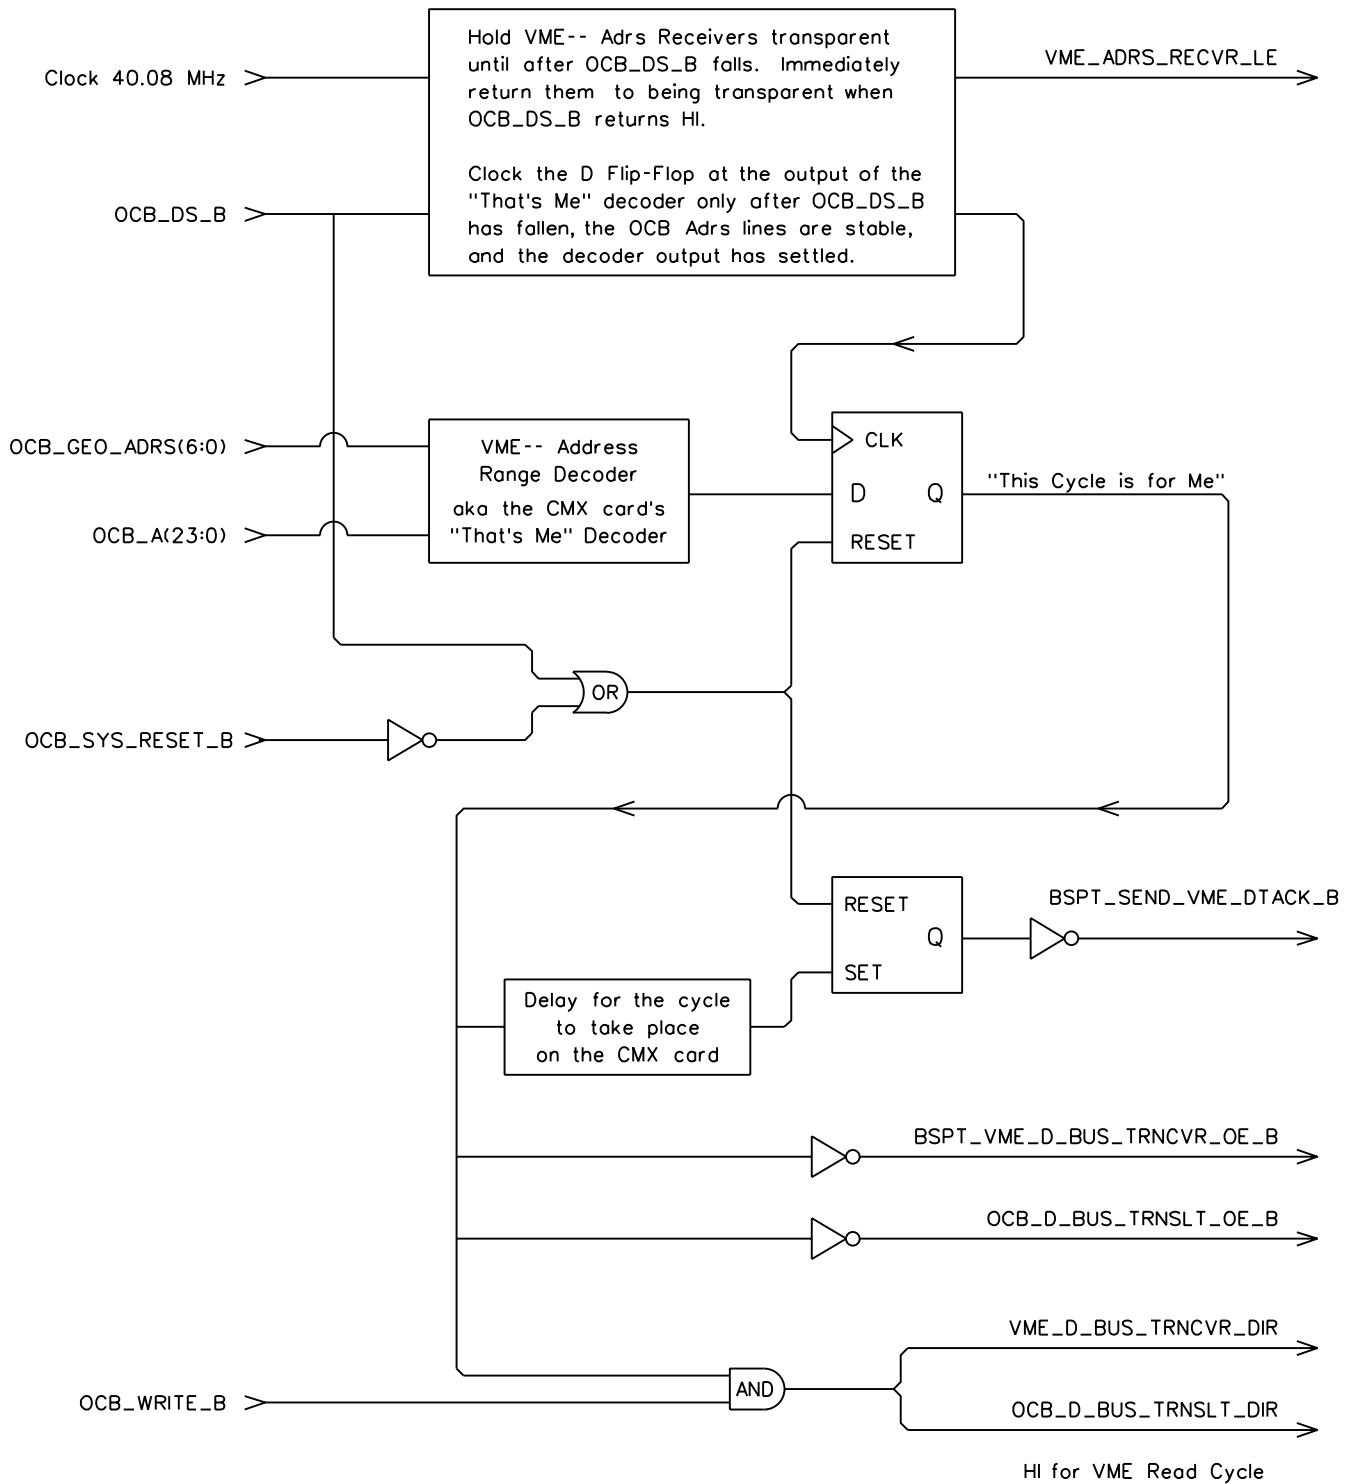 Hold VME-- Adrs Receivers transparent
until after OCB_DS_B falls. Immediately
return them to being transparent when
OCB_DS_B returns HI.
Clock the D Flip-Flop at the output of the
"That's Me" decoder only after OCB_DS_B
has fallen, the OCB Adrs lines are stable,
and the decoder output has settled.
Clock 40.08 MHz
VME_ADRS_RECVR_LE
OCB_DS_B
OCB_GEO_ADRS(6:0)
OCB_A(23:0)
VME-- Address
Range Decoder
aka the CMX card's
"That's Me" Decoder
CLK
D Q
RESET
"This Cycle is for Me"
OR
OCB_SYS_RESET_B
RESET
Q
SET
BSPT_SEND_VME_DTACK_B
Delay for the cycle
to take place
on the CMX card
BSPT_VME_D_BUS_TRNCVR_OE_B
OCB_D_BUS_TRNSLT_OE_B
VME_D_BUS_TRNCVR_DIR
AND
OCB_WRITE_B
OCB_D_BUS_TRNSLT_DIR
HI for VME Read Cycle